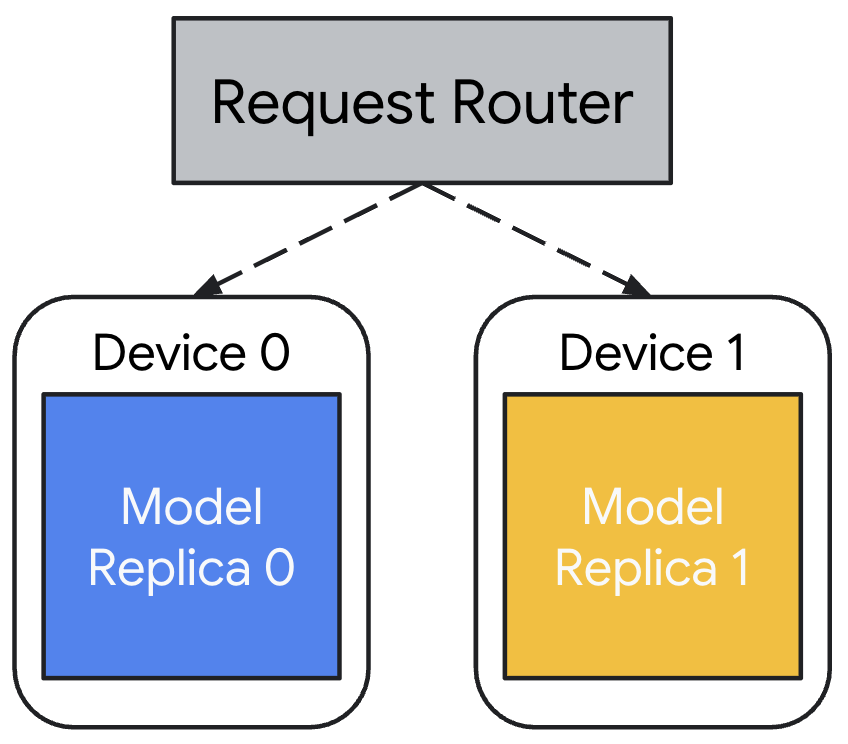 Request Router
Device 0
Model
Replica 0
Device 1
Model
Replica 1